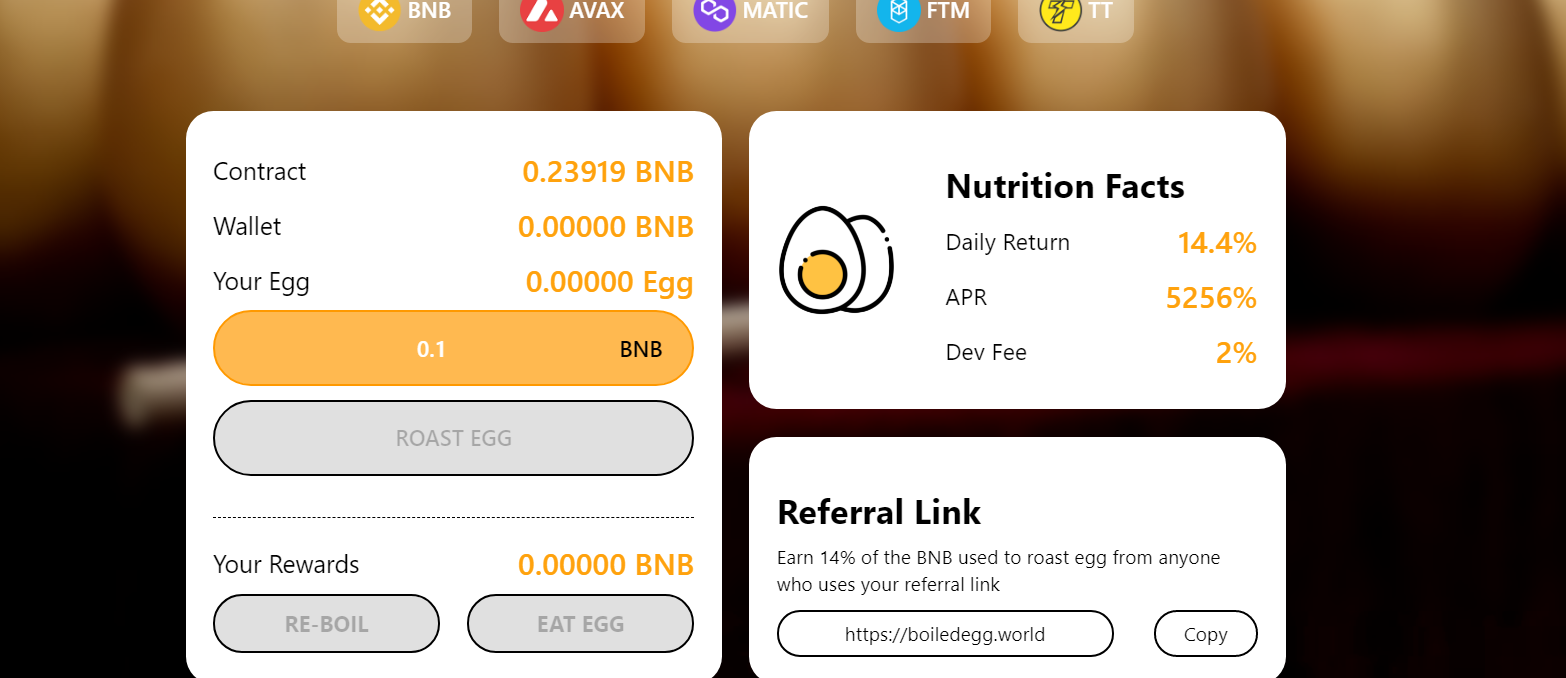 BNB AVAX MATIC FTM TT
Contract 0.23919 BNB
Wallet 0.00000 BNB
Your Egg 0.00000 Egg
0.1 BNB
ROAST EGG
Your Rewards 0.00000 BNB
RE-BOIL EAT EGG
Nutrition Facts
Daily Return 14.4%
APR 5256%
Dev Fee 2%
Referral Link
Earn 14% of the BNB used to roast egg from anyone
who uses your referral link
https://boiledegg.world Copy